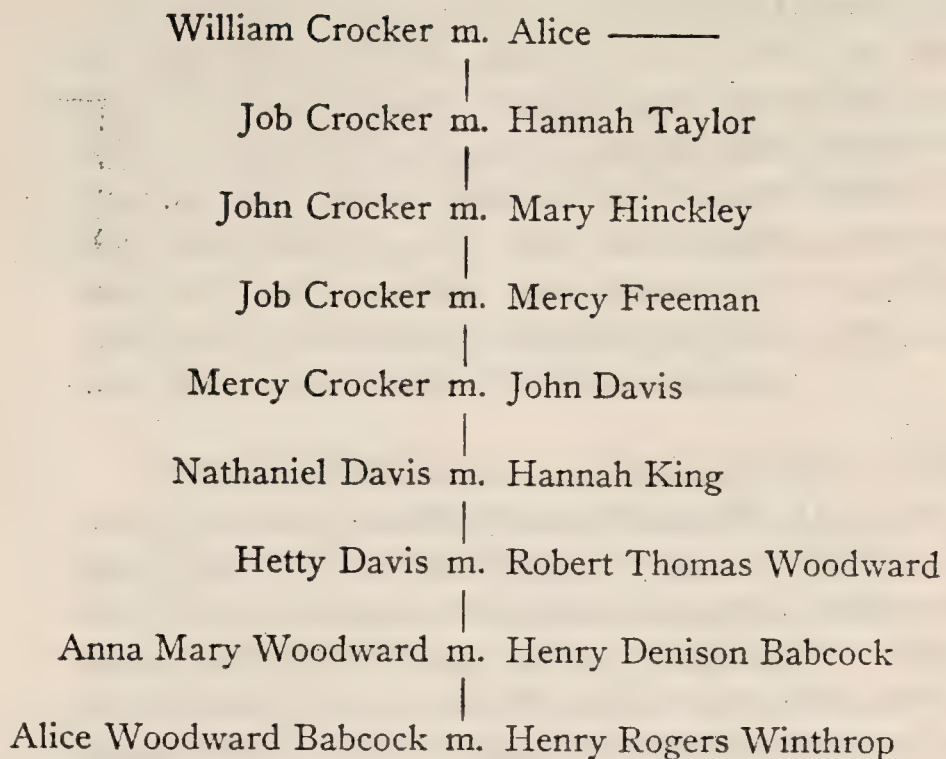 William Crocker m. Alice ———
Job Crocker m. Hannah Taylor
John Crocker m. Mary Hinckley
Job Crocker m. Mercy Freeman
Mercy Crocker m. John Davis
Nathaniel Davis m. Hannah King
Hetty Davis m. Robert Thomas Woodward
Anna Mary Woodward m. Henry Denison Babcock
Alice Woodward Babcock m. Henry Rogers Winthrop